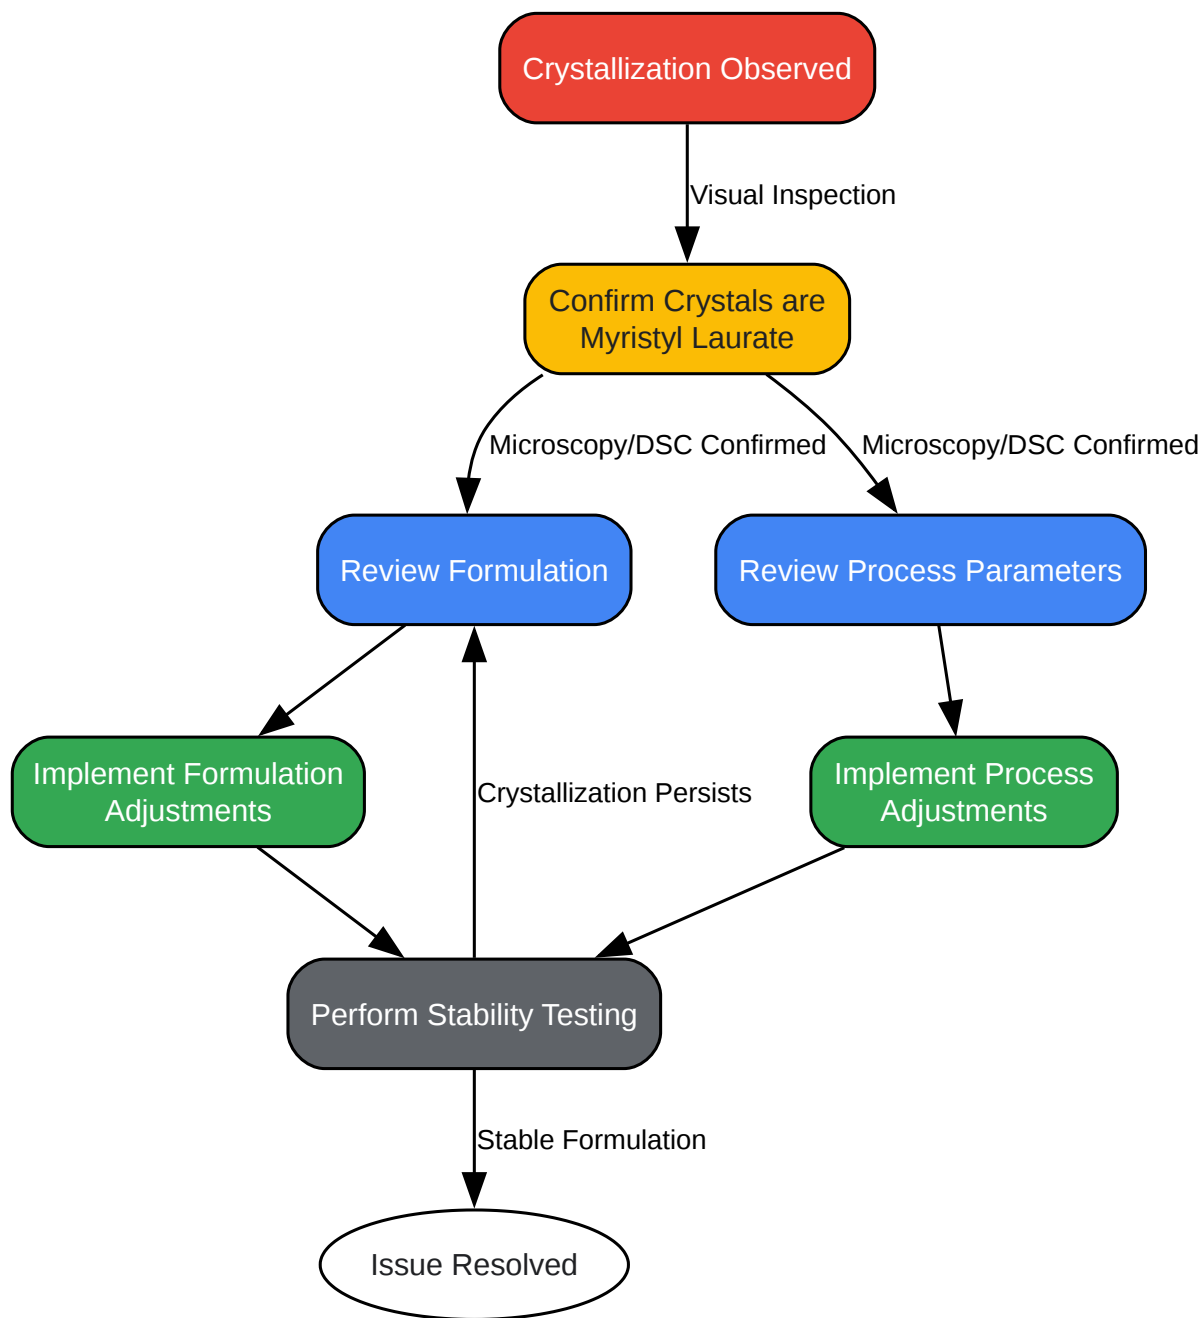 Crystallization Observed
Visual Inspection
Confirm Crystals are
Myristyl Laurate
Microscopy/DSC Confirmed
Microscopy/DSC Confirmed
Review Formulation
Review Process Parameters
Implement Formulation
Adjustments
Crystallization Persists
Implement Process
Adjustments
Perform Stability Testing
Stable Formulation
Issue Resolved